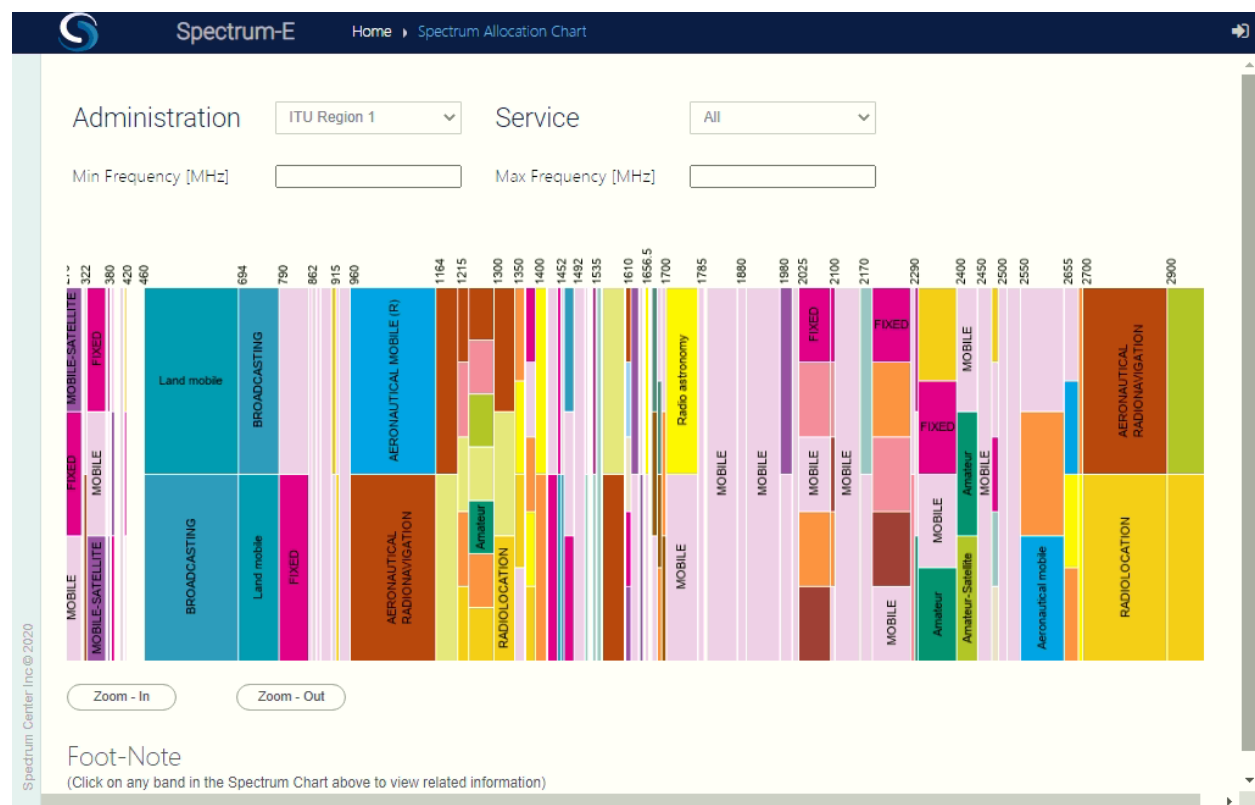 Spectrum-E
Home
Spectrum Allocation Chart
Administration
ITU Region 1
Service
All
Min Frequency [MHz]
Max Frequency [MHz]
322
380
420
460
694
790
862
915
960
1164
1215
1300
1350
1400
1452
1492
1535
1610
1656.5
1700
1785
1880
1980
2025
2100
2170
2290
2400
2450
2500
2550
2655
2700
2900
MOBILE-SATELLITE
FIXED
MOBILE
FIXED
MOBILE
MOBILE-SATELLITE
Land mobile
BROADCASTING
BROADCASTING
Land mobile
FIXED
AERONAUTICAL MOBILE (R)
AERONAUTICAL
RADIONAVIGATION
Amateur
RADIOLOCATION
Radio astronomy
MOBILE
MOBILE
MOBILE
FIXED
MOBILE
MOBILE
FIXED
MOBILE
FIXED
MOBILE
Amateur
MOBILE
Amateur
Amateur-Satellite
MOBILE
Aeronautical mobile
AERONAUTICAL
RADIONAVIGATION
RADIOLOCATION
Zoom - In
Zoom - Out
Foot-Note
(Click on any band in the Spectrum Chart above to view related information)
Spedrum Center Inc © 2020